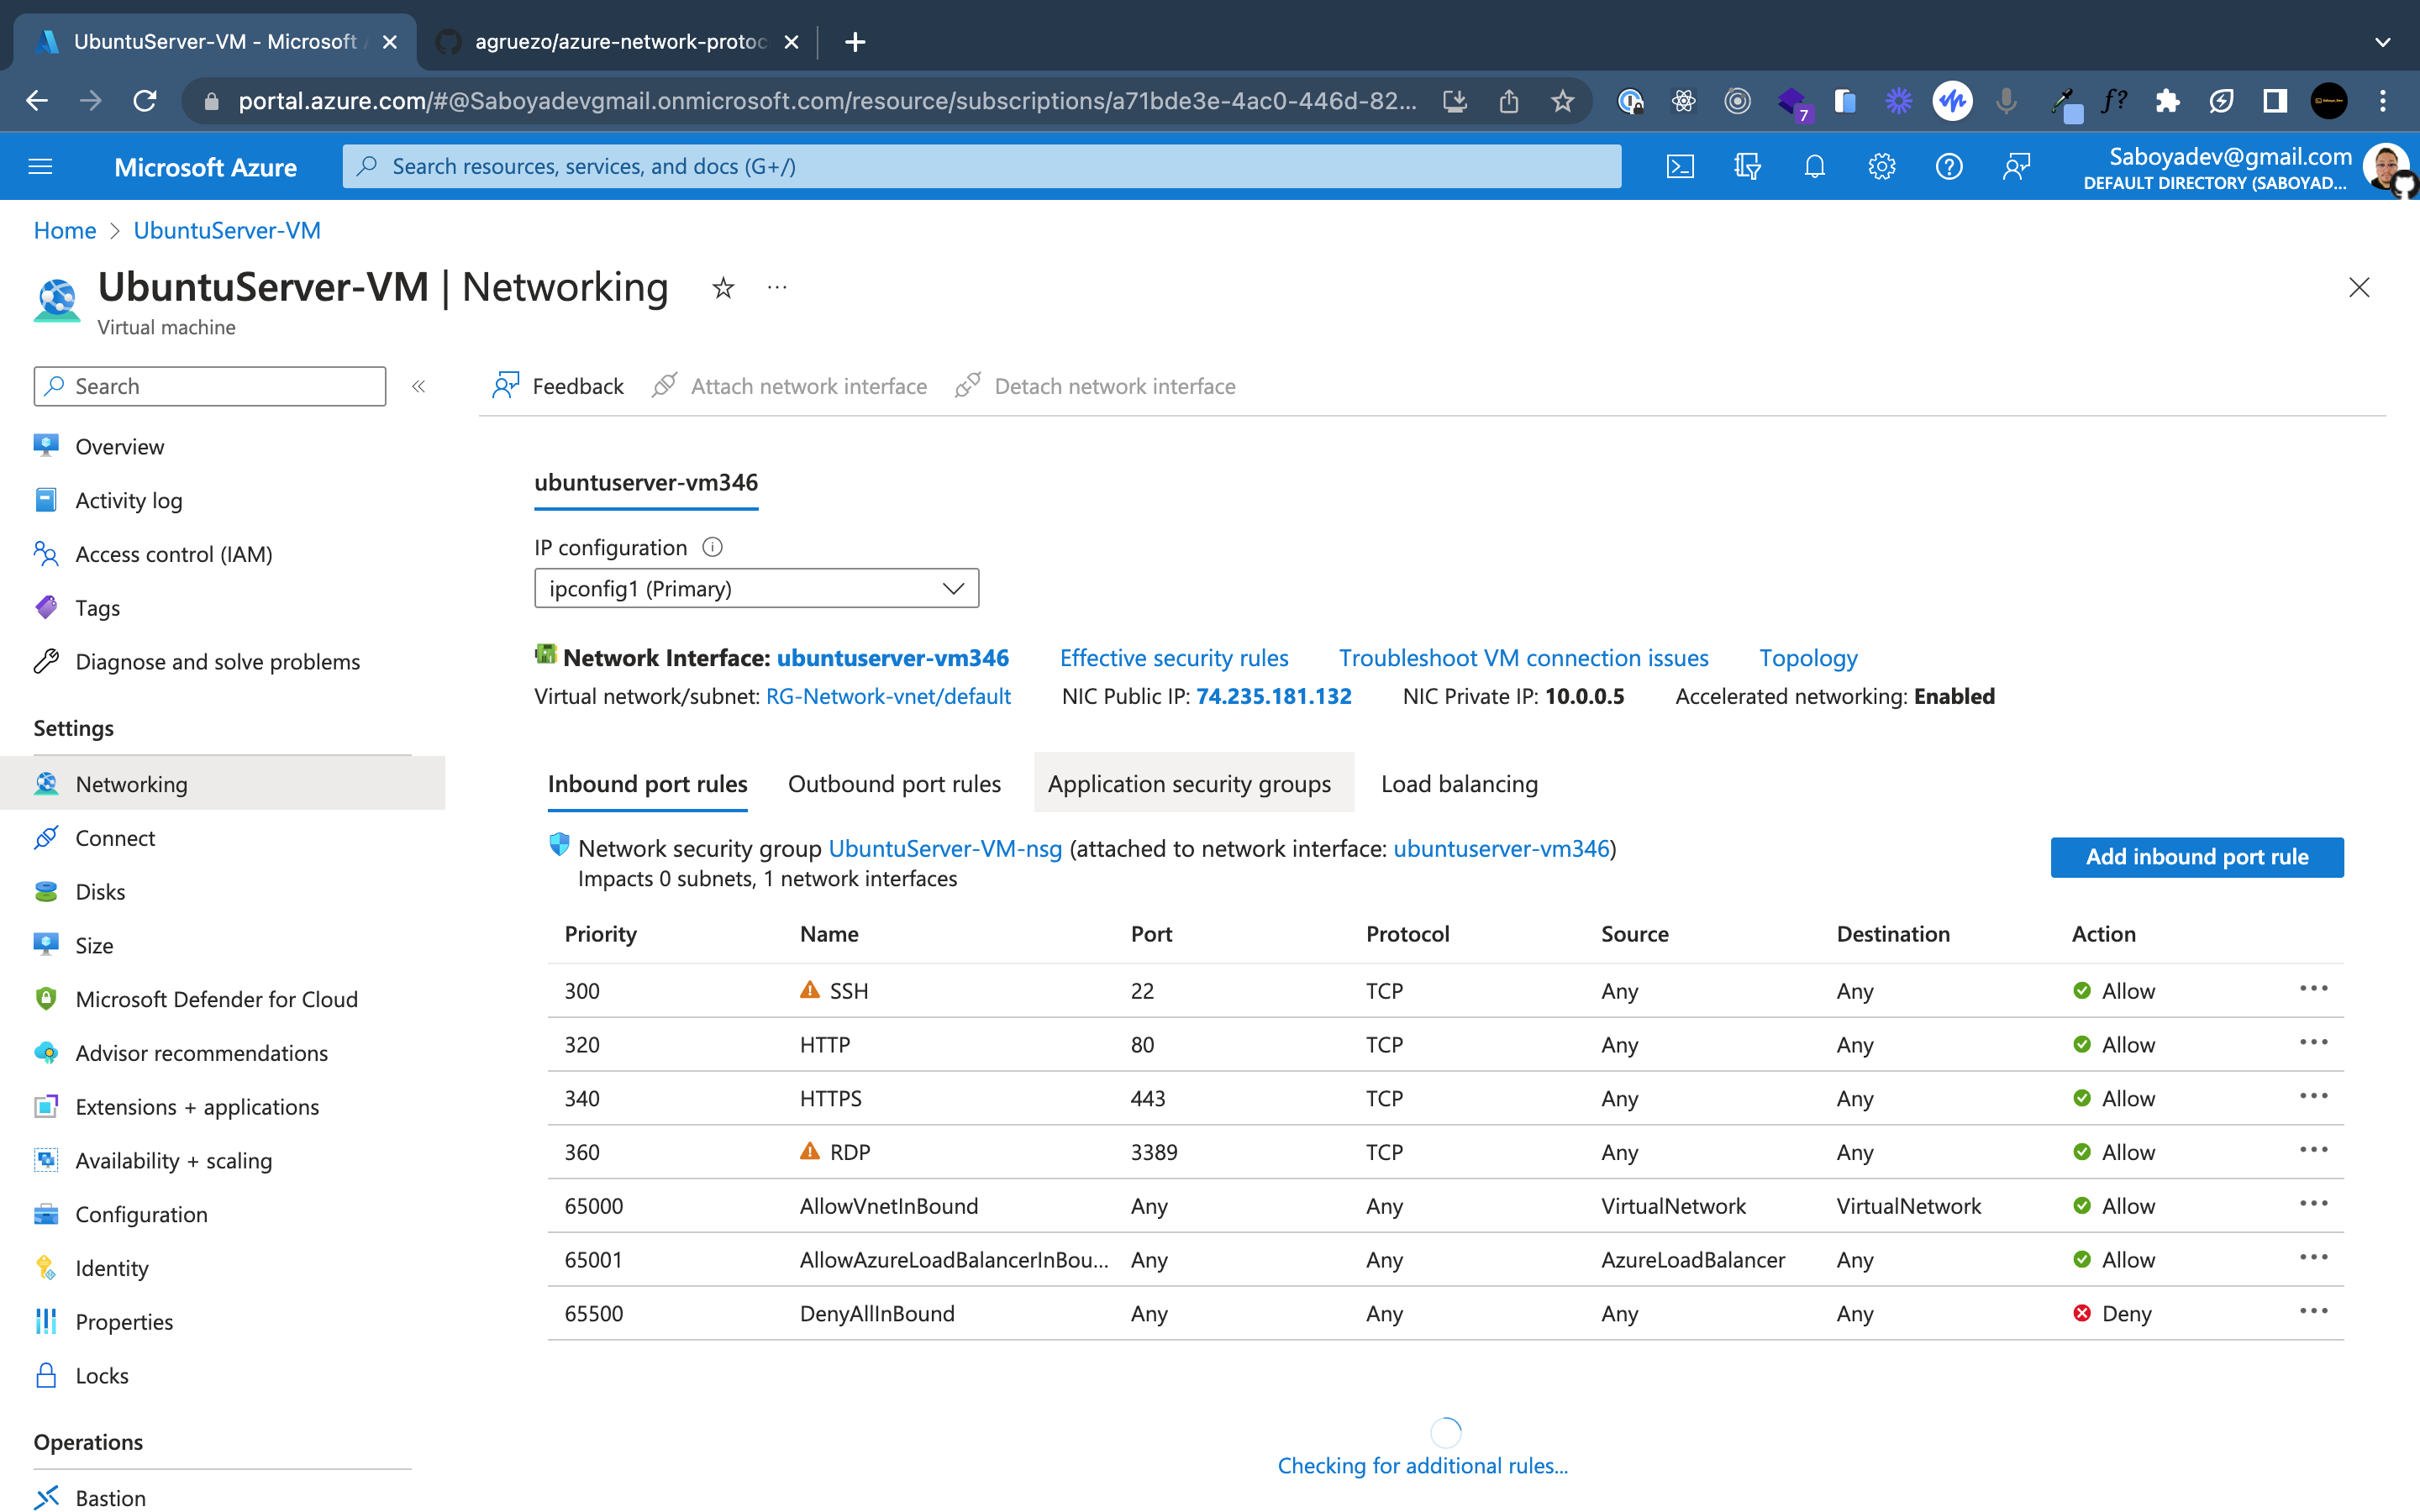 UbuntuServer-VM - Microsoft A
agruezo/azure-network-protoc
portal.azure.com/#@Saboyadevgmail.onmicrosoft.com/resource/subscriptions/a71bde3e-4ac0-446d-82...
7
f?
Microsoft Azure
Search resources, services, and docs (G+/)
Saboyadev@gmail.com
DEFAULT DIRECTORY (SABOYAD...
Home > UbuntuServer-VM
UbuntuServer-VM | Networking
Virtual machine
Search
Feedback
Attach network interface
Detach network interface
Overview
Activity log
Access control (IAM)
Tags
Diagnose and solve problems
Settings
Networking
Connect
Disks
Size
Microsoft Defender for Cloud
Advisor recommendations
Extensions + applications
Availability + scaling
Configuration
Identity
Properties
Locks
Operations
Bastion
ubuntuserver-vm346
IP configuration
ipconfig1 (Primary)
Network Interface: ubuntuserver-vm346 Effective security rules Troubleshoot VM connection issues Topology
Virtual network/subnet: RG-Network-vnet/default NIC Public IP: 74.235.181.132 NIC Private IP: 10.0.0.5 Accelerated networking: Enabled
Inbound port rules Outbound port rules Application security groups Load balancing
Network security group UbuntuServer-VM-nsg (attached to network interface: ubuntuserver-vm346)
Impacts 0 subnets, 1 network interfaces
Add inbound port rule
Priority Name Port Protocol Source Destination Action
300 SSH 22 TCP Any Any Allow
320 HTTP 80 TCP Any Any Allow
340 HTTPS 443 TCP Any Any Allow
360 RDP 3389 TCP Any Any Allow
65000 AllowVnetInBound Any Any VirtualNetwork VirtualNetwork Allow
65001 AllowAzureLoadBalancerInBou... Any Any AzureLoadBalancer Any Allow
65500 DenyAllInBound Any Any Any Any Deny
Checking for additional rules...